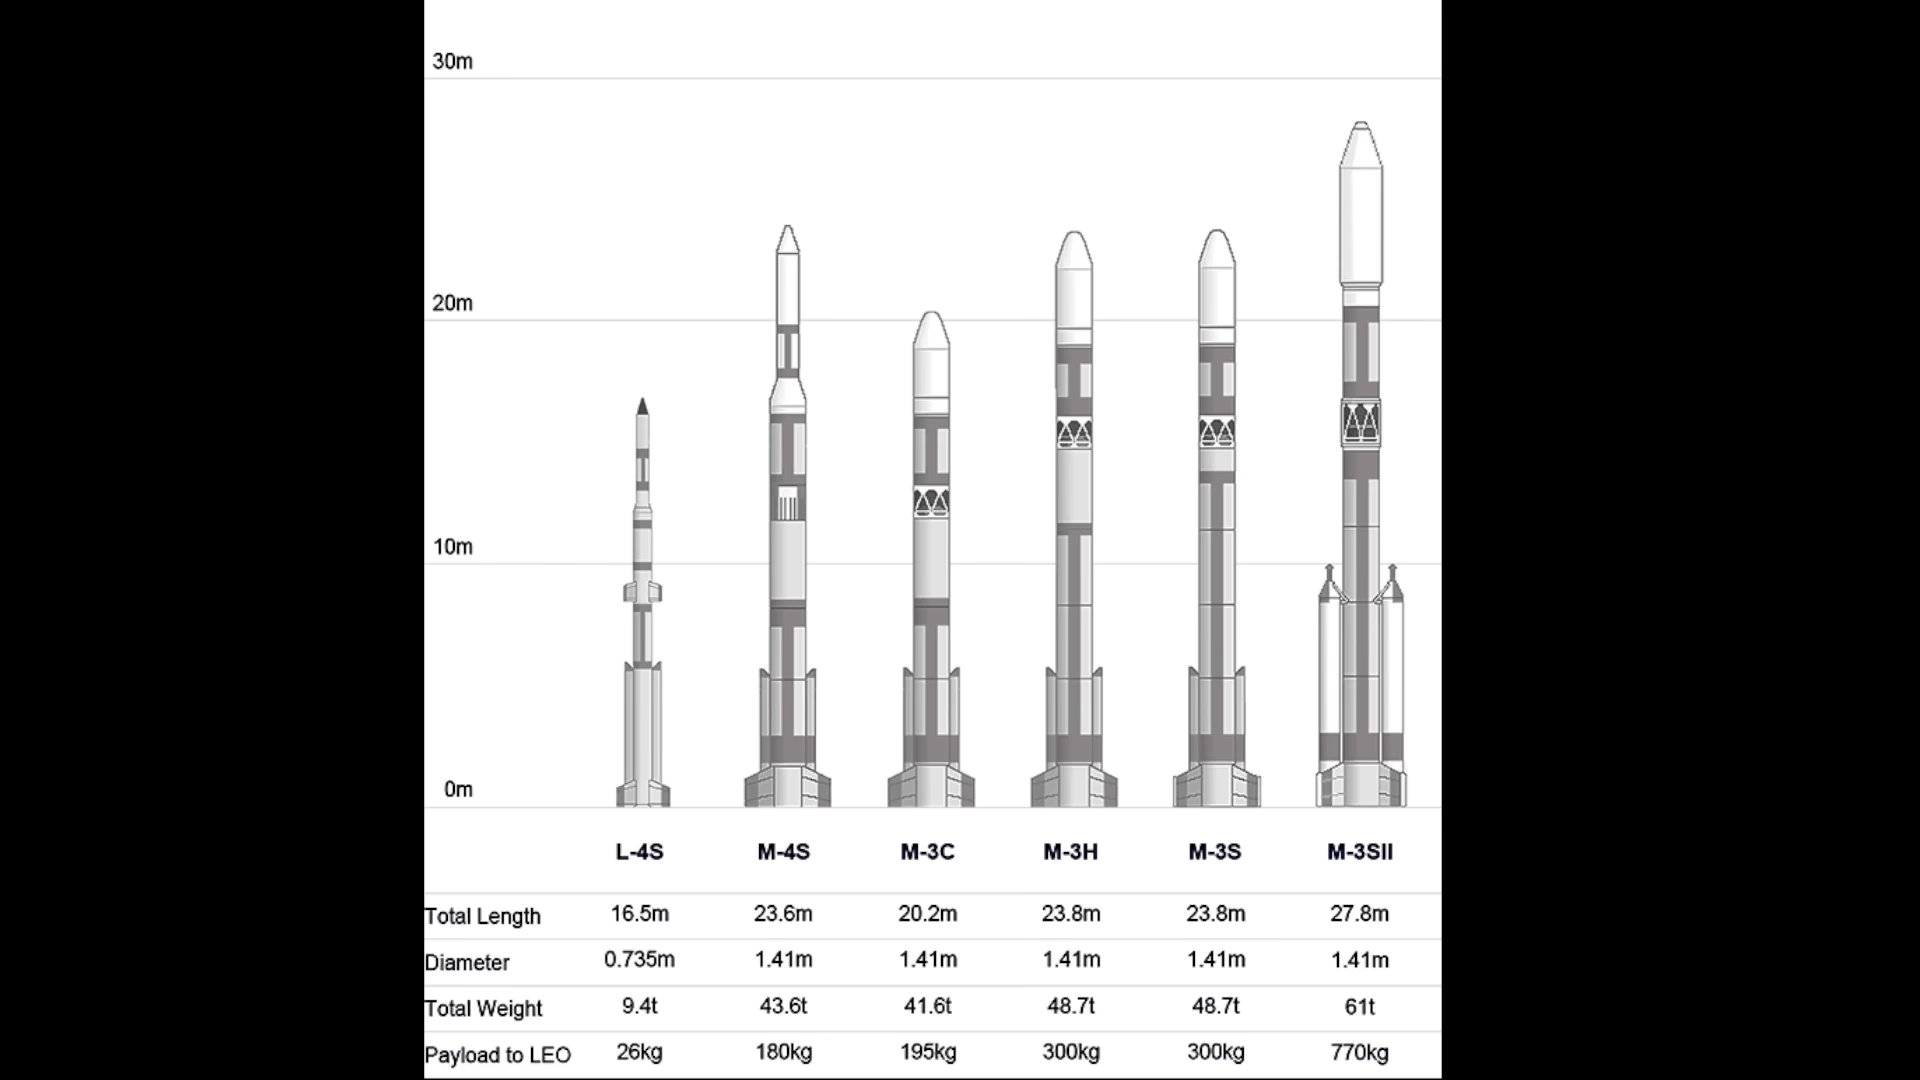 30m
20m
10m
0m
L-4S M-4S M-3C M-3H M-3S M-3SII
Total Length 16.5m 23.6m 20.2m 23.8m 23.8m 27.8m
Diameter 0.735m 1.41m 1.41m 1.41m 1.41m 1.41m
Total Weight 9.4t 43.6t 41.6t 48.7t 48.7t 61t
Payload to LEO 26kg 180kg 195kg 300kg 300kg 770kg